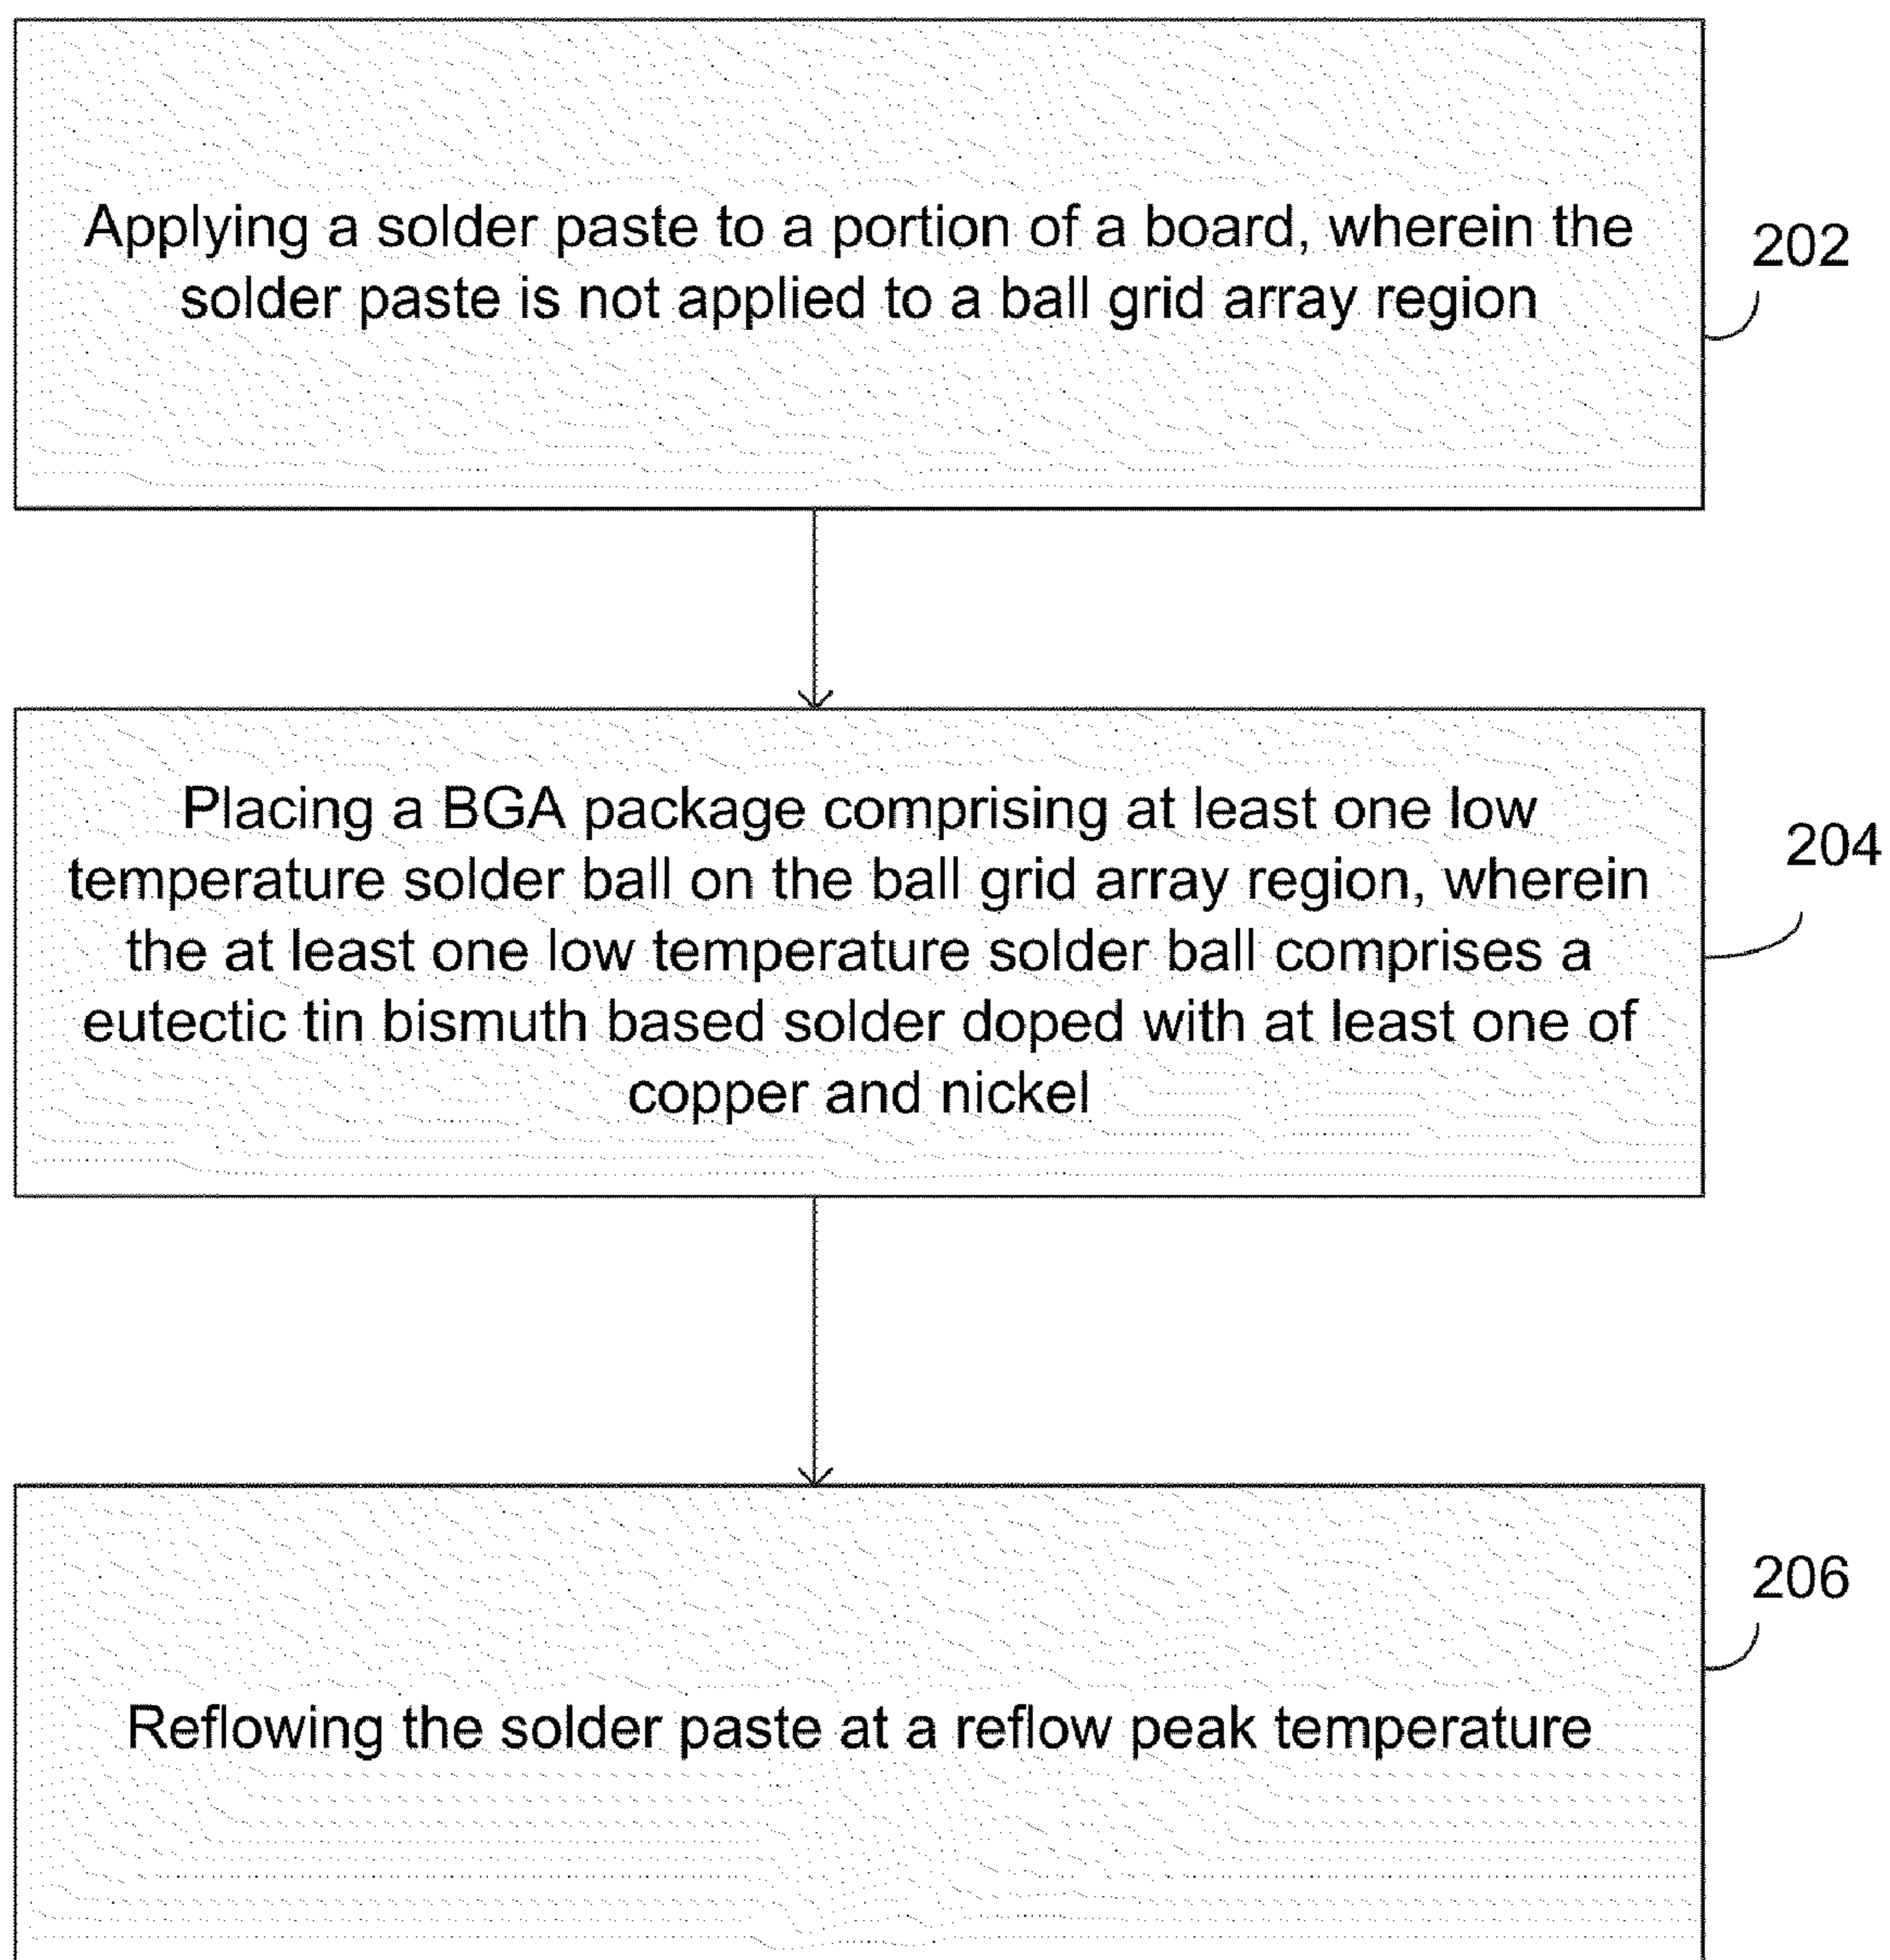 Applying a solder paste to a portion of a board, wherein the
solder paste is not applied to a ball grid array region
202
Placing a BGA package comprising at least one low
temperature solder ball on the ball grid array region, wherein
the at least one low temperature solder ball comprises a
eutectic tin bismuth based solder doped with at least one of
copper and nickel
204
Reflowing the solder paste at a reflow peak temperature
206